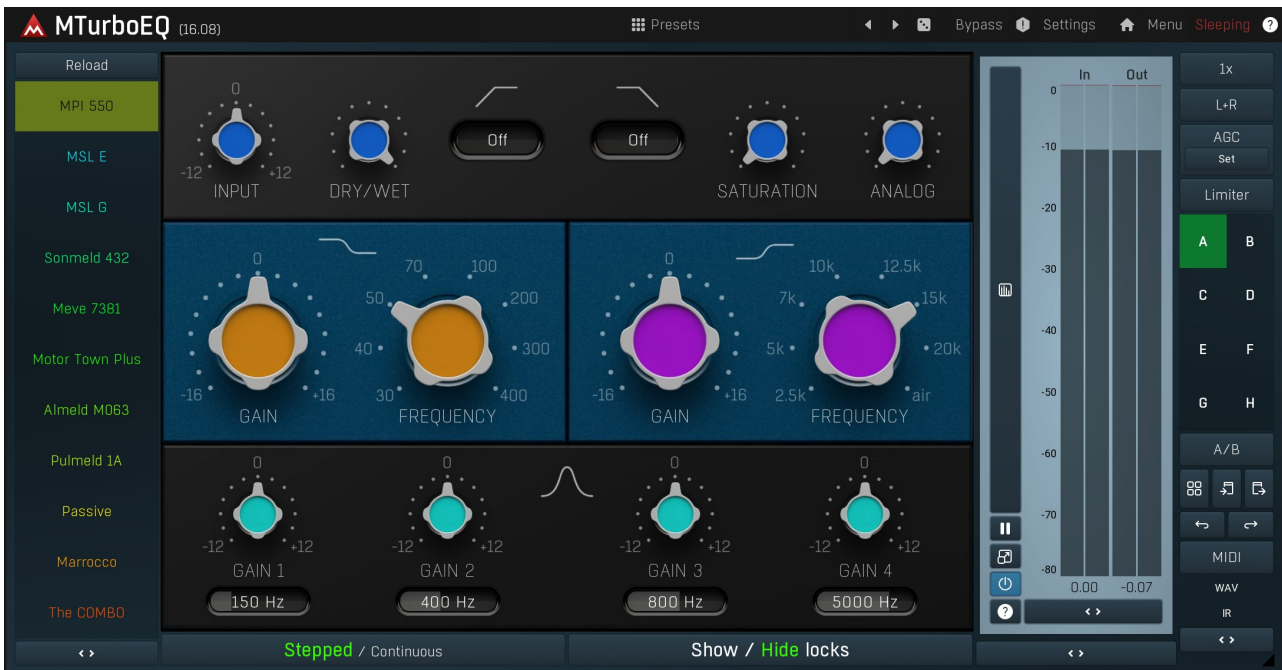 MTurboEQ (16.08)
Presets
Bypass
Settings
Menu
Sleeping
?
Reload
MPI 550
MSL E
MSL G
Sonmeld 432
Meve 7381
Motor Town Plus
Almeld M063
Pulmeld 1A
Passive
Marrocco
The COMBO
0
-12 +12
INPUT
DRY/WET
Off
Off
SATURATION
ANALOG
0
-16 +16
GAIN
70 100
50 200
40 300
30 400
FREQUENCY
0
-16 +16
GAIN
10k 12.5k
7k 15k
5k 20k
2.5k air
FREQUENCY
0
-12 +12
GAIN 1
150 Hz
0
-12 +12
GAIN 2
400 Hz
0
-12 +12
GAIN 3
800 Hz
0
-12 +12
GAIN 4
5000 Hz
Stepped / Continuous
Show / Hide locks
In Out
0
-10
-20
-30
-40
-50
-60
-70
-80
0.00 -0.07
?
1x
L+R
AGC
Set
Limiter
A B
C D
E F
G H
A/B
MIDI
WAV
IR